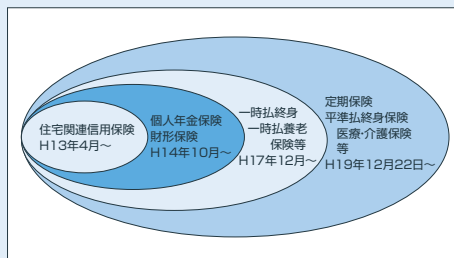 住宅関連信用保険
H13年4月～
個人年金保険
財形保険
H14年10月～
一時払終身
一時払養老
保険等
H17年12月～
定期保険
平準払終身保険
医療・介護保険
等
H19年12月22日～